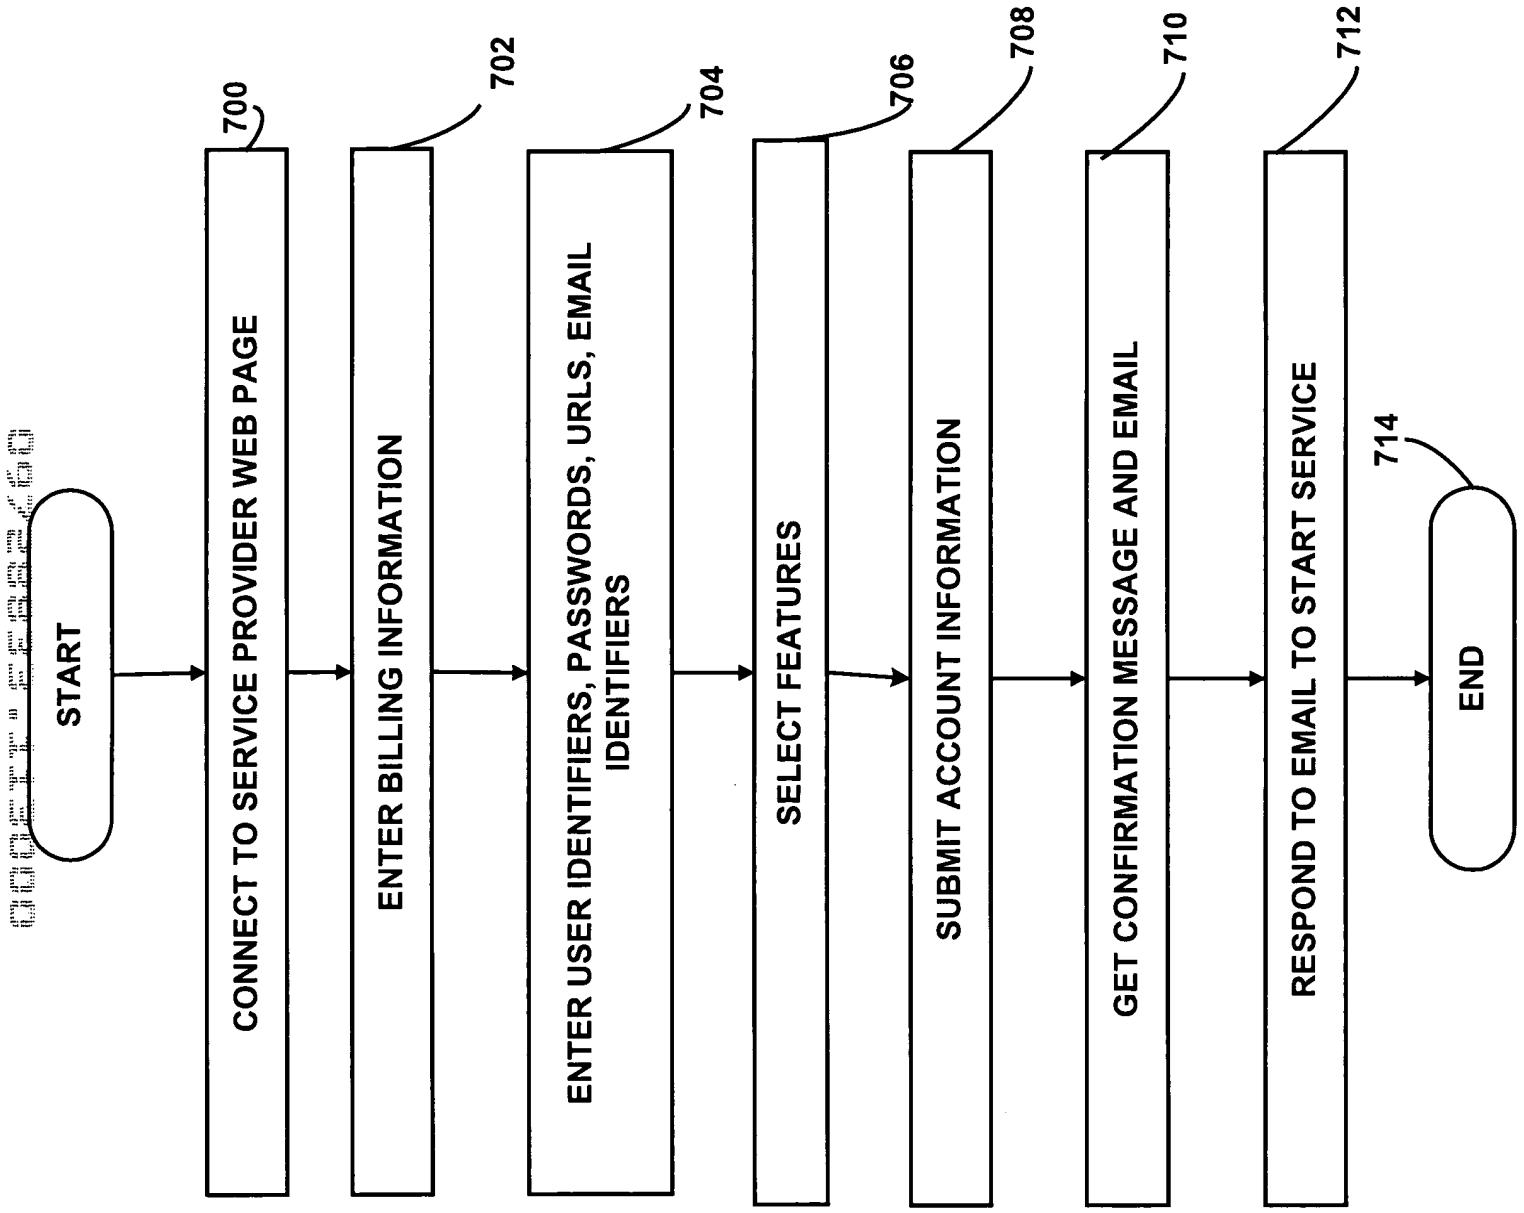 START
700
CONNECT TO SERVICE PROVIDER WEB PAGE
702
ENTER BILLING INFORMATION
704
ENTER USER IDENTIFIERS, PASSWORDS, URLS, EMAIL
IDENTIFIERS
706
SELECT FEATURES
708
SUBMIT ACCOUNT INFORMATION
710
GET CONFIRMATION MESSAGE AND EMAIL
712
RESPOND TO EMAIL TO START SERVICE
714
END